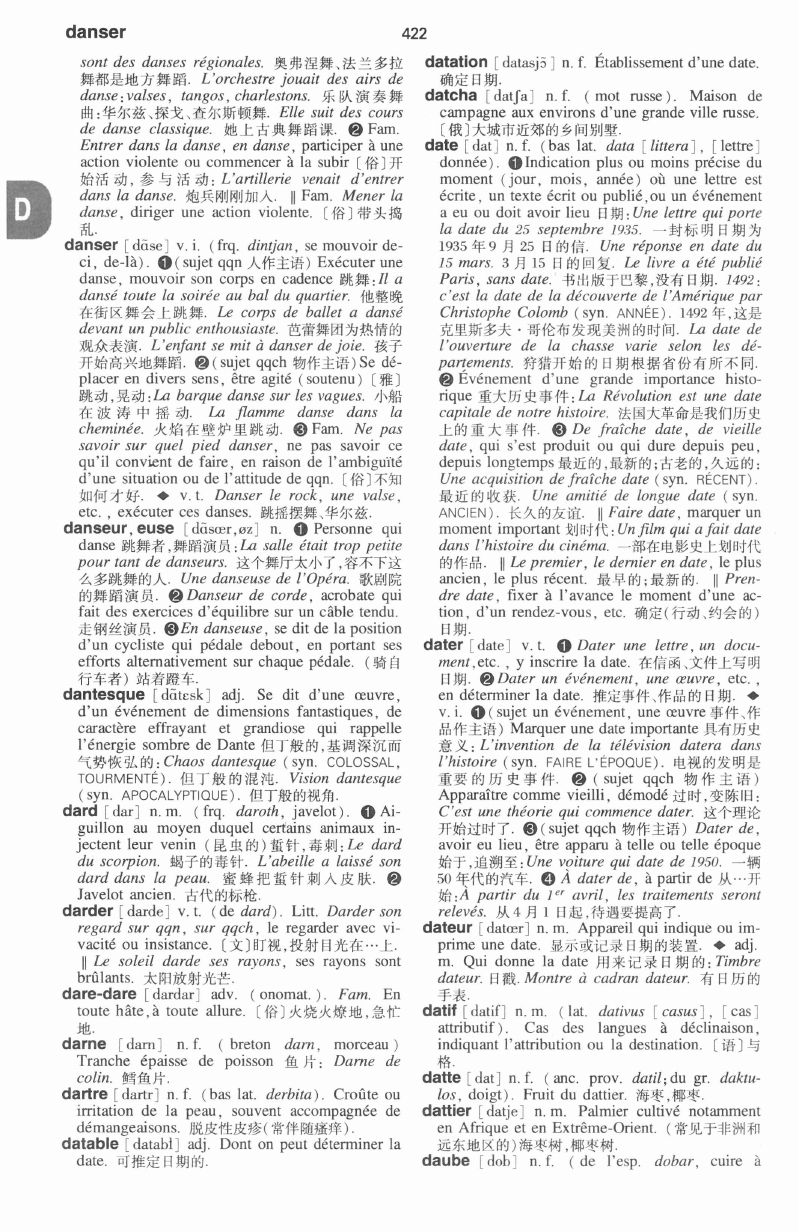 danser
422
sont des danses régionales. 奥弗涅舞、法兰多拉
舞都是地方舞蹈. L'orchestre jouait des airs de
danse:valses, tangos, charlestons. 乐队演奏舞
曲:华尔兹、探戈、查尔斯顿舞. Elle suit des cours
de danse classique. 她上古典舞蹈课. ❷ Fam.
Entrer dans la danse, en danse, participer à une
action violente ou commencer à la subir [俗]开
始活动,参与活动: L'artillerie venait d'entrer
dans la danse. 炮兵刚刚加入. ‖ Fam. Mener la
danse, diriger une action violente. [俗]带头捣
乱.
D
danser [dɑ̃se] v. i. (frq. dintjan, se mouvoir de-
ci, de-là). ❶(sujet qqn 人作主语) Exécuter une
danse, mouvoir son corps en cadence 跳舞:Il a
dansé toute la soirée au bal du quartier. 他整晚
在街区舞会上跳舞. Le corps de ballet a dansé
devant un public enthousiaste. 芭蕾舞团为热情的
观众表演. L'enfant se mit à danser de joie. 孩子
开始高兴地舞蹈. ❷(sujet qqch 物作主语)Se dé-
placer en divers sens, être agité (soutenu) [雅]
跳动,晃动:La barque danse sur les vagues. 小船
在波涛中摇动. La flamme danse dans la
cheminée. 火焰在壁炉里跳动. ❸ Fam. Ne pas
savoir sur quel pied danser, ne pas savoir ce
qu'il convient de faire, en raison de l'ambiguïté
d'une situation ou de l'attitude de qqn. [俗]不知
如何才好. ◆ v. t. Danser le rock, une valse,
etc. , exécuter ces danses. 跳摇摆舞、华尔兹.
danseur, euse [dɑ̃sœr,øz] n. ❶ Personne qui
danse 跳舞者,舞蹈演员:La salle était trop petite
pour tant de danseurs. 这个舞厅太小了,容不下这
么多跳舞的人. Une danseuse de l'Opéra. 歌剧院
的舞蹈演员. ❷ Danseur de corde, acrobate qui
fait des exercices d'équilibre sur un câble tendu.
走钢丝演员. ❸En danseuse, se dit de la position
d'un cycliste qui pédale debout, en portant ses
efforts alternativement sur chaque pédale. (骑自
行车者) 站着蹬车.
dantesque [dɑ̃tɛsk] adj. Se dit d'une œuvre,
d'un événement de dimensions fantastiques, de
caractère effrayant et grandiose qui rappelle
l'énergie sombre de Dante 但丁般的,基调深沉而
气势恢弘的:Chaos dantesque (syn. COLOSSAL,
TOURMENTÉ). 但丁般的混沌. Vision dantesque
(syn. APOCALYPTIQUE). 但丁般的视角.
dard [dar] n. m. (frq. daroth, javelot). ❶ Ai-
guillon au moyen duquel certains animaux in-
jectent leur venin (昆虫的)蜇针,毒刺:Le dard
du scorpion. 蝎子的毒针. L'abeille a laissé son
dard dans la peau. 蜜蜂把蜇针刺入皮肤. ❷
Javelot ancien. 古代的标枪.
darder [darde] v. t. (de dard). Litt. Darder son
regard sur qqn, sur qqch, le regarder avec vi-
vacité ou insistance. [文]盯视,投射目光在…上.
‖ Le soleil darde ses rayons, ses rayons sont
brûlants. 太阳放射光芒.
dare-dare [dardar] adv. (onomat.). Fam. En
toute hâte,à toute allure. [俗]火烧火燎地,急忙
地.
darne [darn] n. f. (breton darn, morceau)
Tranche épaisse de poisson 鱼片: Darne de
colin. 鳕鱼片.
dartre [dartr] n. f. (bas lat. derbita). Croûte ou
irritation de la peau, souvent accompagnée de
démangeaisons. 脱皮性皮疹(常伴随瘙痒).
datable [databl] adj. Dont on peut déterminer la
date. 可推定日期的.
datation [datasjɔ̃] n. f. Établissement d'une date.
确定日期.
datcha [datʃa] n. f. (mot russe). Maison de
campagne aux environs d'une grande ville russe.
[俄]大城市近郊的乡间别墅.
date [dat] n. f. (bas lat. data [littera], [lettre]
donnée). ❶Indication plus ou moins précise du
moment (jour, mois, année) où une lettre est
écrite, un texte écrit ou publié,ou un événement
a eu ou doit avoir lieu 日期:Une lettre qui porte
la date du 25 septembre 1935. 一封标明日期为
1935 年 9 月 25 日的信. Une réponse en date du
15 mars. 3 月 15 日的回复. Le livre a été publié
Paris, sans date. 书出版于巴黎,没有日期. 1492:
c'est la date de la découverte de l'Amérique par
Christophe Colomb (syn. ANNÉE). 1492 年,这是
克里斯多夫·哥伦布发现美洲的时间. La date de
l'ouverture de la chasse varie selon les dé-
partements. 狩猎开始的日期根据省份有所不同.
❷ Événement d'une grande importance histo-
rique 重大历史事件:La Révolution est une date
capitale de notre histoire. 法国大革命是我们历史
上的重大事件. ❸ De fraîche date, de vieille
date, qui s'est produit ou qui dure depuis peu,
depuis longtemps 最近的,最新的;古老的,久远的:
Une acquisition de fraîche date (syn. RÉCENT).
最近的收获. Une amitié de longue date (syn.
ANCIEN). 长久的友谊. ‖ Faire date, marquer un
moment important 划时代:Un film qui a fait date
dans l'histoire du cinéma. 一部在电影史上划时代
的作品. ‖ Le premier, le dernier en date, le plus
ancien, le plus récent. 最早的;最新的. ‖ Pren-
dre date, fixer à l'avance le moment d'une ac-
tion, d'un rendez-vous, etc. 确定(行动、约会的)
日期.
dater [date] v. t. ❶ Dater une lettre, un docu-
ment,etc. , y inscrire la date. 在信函、文件上写明
日期. ❷Dater un événement, une œuvre, etc. ,
en déterminer la date. 推定事件、作品的日期. ◆
v. i. ❶(sujet un événement, une œuvre 事件、作
品作主语) Marquer une date importante 具有历史
意义: L'invention de la télévision datera dans
l'histoire (syn. FAIRE L'ÉPOQUE). 电视的发明是
重要的历史事件. ❷ (sujet qqch 物作主语)
Apparaître comme vieilli, démodé 过时,变陈旧:
C'est une théorie qui commence dater. 这个理论
开始过时了. ❸(sujet qqch 物作主语) Dater de,
avoir eu lieu, être apparu à telle ou telle époque
始于,追溯至:Une voiture qui date de 1950. 一辆
50 年代的汽车. ❹ À dater de, à partir de 从…开
始:À partir du 1er avril, les traitements seront
relevés. 从 4 月 1 日起,待遇要提高了.
dateur [datœr] n. m. Appareil qui indique ou im-
prime une date. 显示或记录日期的装置. ◆ adj.
m. Qui donne la date 用来记录日期的:Timbre
dateur. 日戳. Montre à cadran dateur. 有日历的
手表.
datif [datif] n. m. (lat. dativus [casus], [cas]
attributif). Cas des langues à déclinaison,
indiquant l'attribution ou la destination. [语]与
格.
datte [dat] n. f. (anc. prov. datil;du gr. daktu-
los, doigt). Fruit du dattier. 海枣,椰枣.
dattier [datje] n. m. Palmier cultivé notamment
en Afrique et en Extrême-Orient. (常见于非洲和
远东地区的)海枣树,椰枣树.
daube [dob] n. f. (de l'esp. dobar, cuire à